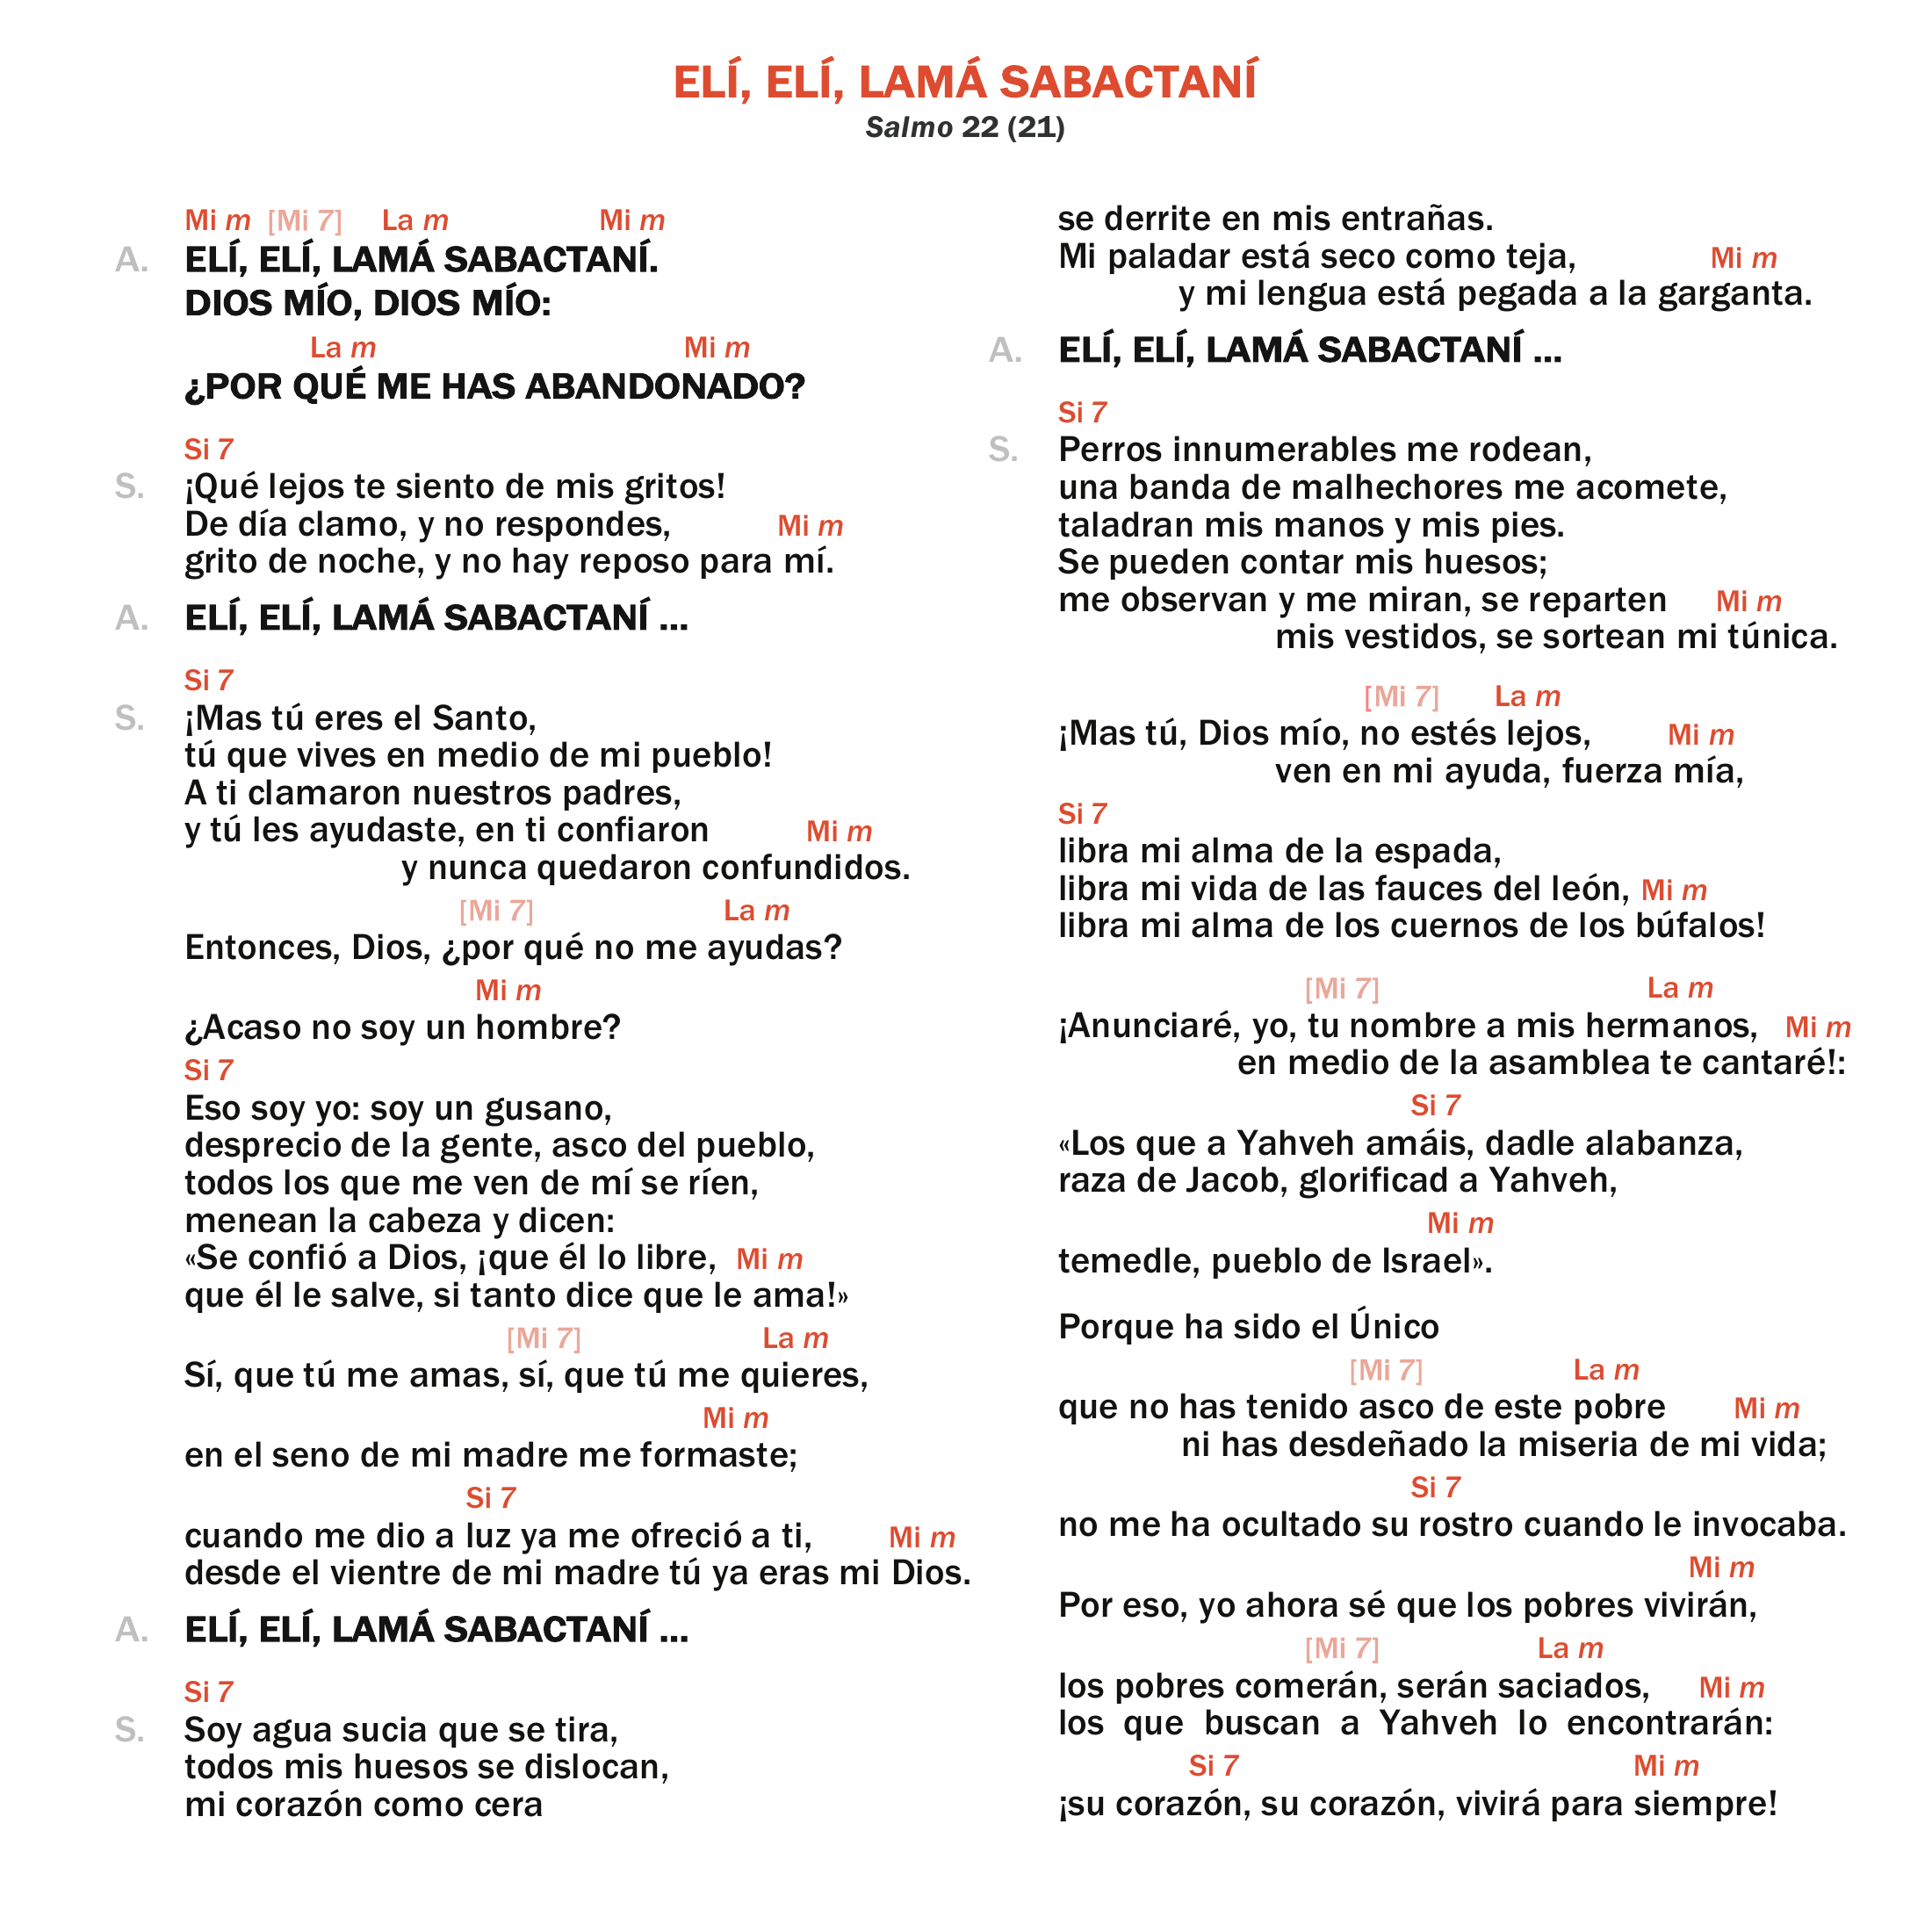 ELÍ, ELÍ, LAMÁ SABACTANÍ
Salmo 22 (21)
Mi m [Mi 7] La m Mi m
A. ELÍ, ELÍ, LAMÁ SABACTANÍ.
DIOS MÍO, DIOS MÍO:
La m Mi m
¿POR QUÉ ME HAS ABANDONADO?
Si 7
S. ¡Qué lejos te siento de mis gritos!
De día clamo, y no respondes, Mi m
grito de noche, y no hay reposo para mí.
A. ELÍ, ELÍ, LAMÁ SABACTANÍ ...
Si 7
S. ¡Mas tú eres el Santo,
tú que vives en medio de mi pueblo!
A ti clamaron nuestros padres,
y tú les ayudaste, en ti confiaron Mi m
y nunca quedaron confundidos.
[Mi 7] La m
Entonces, Dios, ¿por qué no me ayudas?
Mi m
¿Acaso no soy un hombre?
Si 7
Eso soy yo: soy un gusano,
desprecio de la gente, asco del pueblo,
todos los que me ven de mí se ríen,
menean la cabeza y dicen:
«Se confió a Dios, ¡que él lo libre, Mi m
que él le salve, si tanto dice que le ama!»
[Mi 7] La m
Sí, que tú me amas, sí, que tú me quieres,
Mi m
en el seno de mi madre me formaste;
Si 7
cuando me dio a luz ya me ofreció a ti, Mi m
desde el vientre de mi madre tú ya eras mi Dios.
A. ELÍ, ELÍ, LAMÁ SABACTANÍ ...
Si 7
S. Soy agua sucia que se tira,
todos mis huesos se dislocan,
mi corazón como cera
se derrite en mis entrañas.
Mi paladar está seco como teja, Mi m
y mi lengua está pegada a la garganta.
A. ELÍ, ELÍ, LAMÁ SABACTANÍ ...
Si 7
S. Perros innumerables me rodean,
una banda de malhechores me acomete,
taladran mis manos y mis pies.
Se pueden contar mis huesos;
me observan y me miran, se reparten Mi m
mis vestidos, se sortean mi túnica.
[Mi 7] La m
¡Mas tú, Dios mío, no estés lejos, Mi m
ven en mi ayuda, fuerza mía,
Si 7
libra mi alma de la espada,
libra mi vida de las fauces del león, Mi m
libra mi alma de los cuernos de los búfalos!
[Mi 7] La m
¡Anunciaré, yo, tu nombre a mis hermanos, Mi m
en medio de la asamblea te cantaré!:
Si 7
«Los que a Yahveh amáis, dadle alabanza,
raza de Jacob, glorificad a Yahveh,
Mi m
temedle, pueblo de Israel».
Porque ha sido el Único
[Mi 7] La m
que no has tenido asco de este pobre Mi m
ni has desdeñado la miseria de mi vida;
Si 7
no me ha ocultado su rostro cuando le invocaba.
Mi m
Por eso, yo ahora sé que los pobres vivirán,
[Mi 7] La m
los pobres comerán, serán saciados, Mi m
los que buscan a Yahveh lo encontrarán:
Si 7 Mi m
¡su corazón, su corazón, vivirá para siempre!